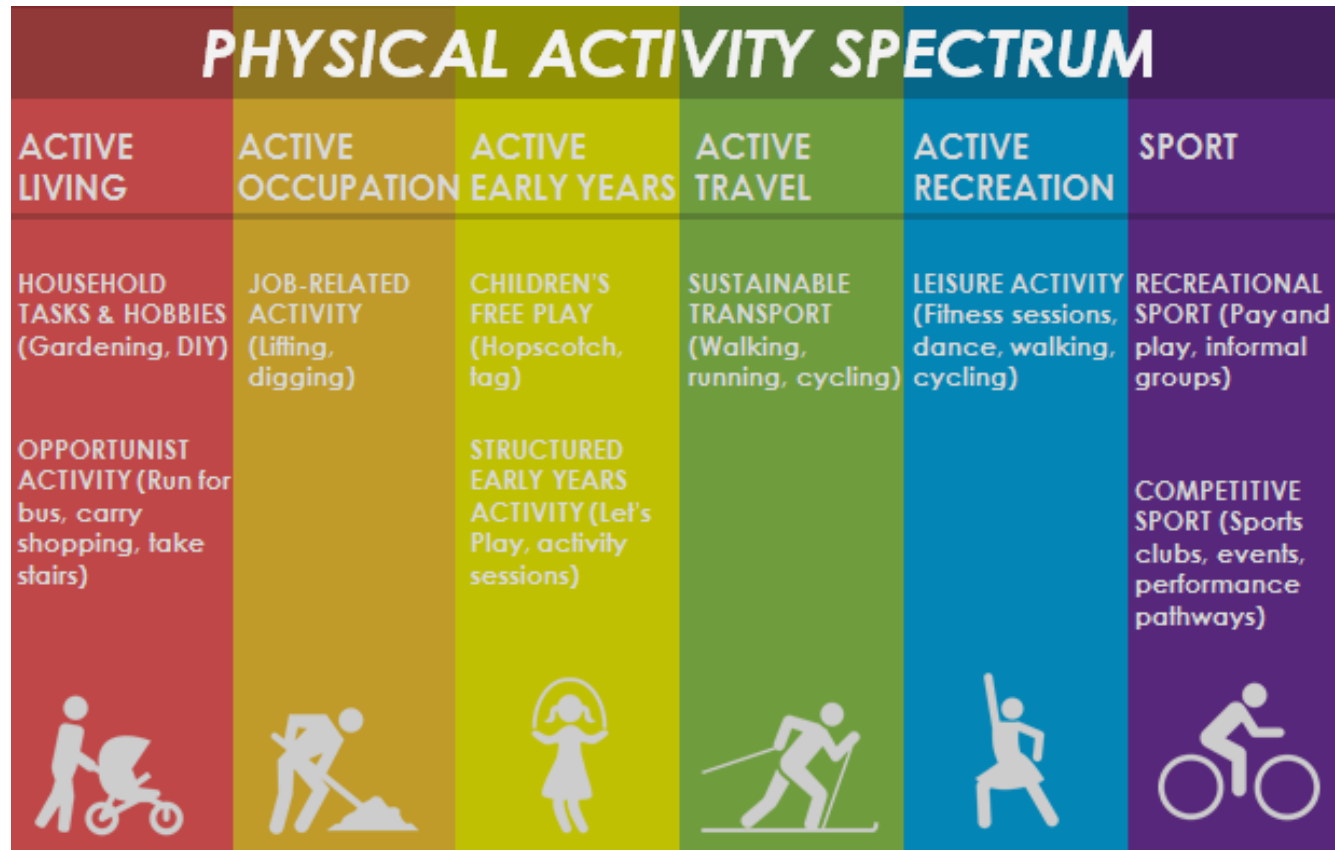 PHYSICAL ACTIVITY SPECTRUM
ACTIVE
LIVING
HOUSEHOLD
TASKS & HOBBIES
(Gardening, DIY)
OPPORTUNIST
ACTIVITY (Run for
bus, carry
shopping, take
stairs)
ACTIVE
OCCUPATION
JOB-RELATED
ACTIVITY
(Lifting,
digging)
ACTIVE
EARLY YEARS
CHILDREN'S
FREE PLAY
(Hopscotch,
tag)
STRUCTURED
EARLY YEARS
ACTIVITY (Let's
Play, activity
sessions)
ACTIVE
TRAVEL
SUSTAINABLE
TRANSPORT
(Walking,
running, cycling)
ACTIVE
RECREATION
LEISURE ACTIVITY
(Fitness sessions,
dance, walking,
cycling)
SPORT
RECREATIONAL
SPORT (Pay and
play, informal
groups)
COMPETITIVE
SPORT (Sports
clubs, events,
performance
pathways)